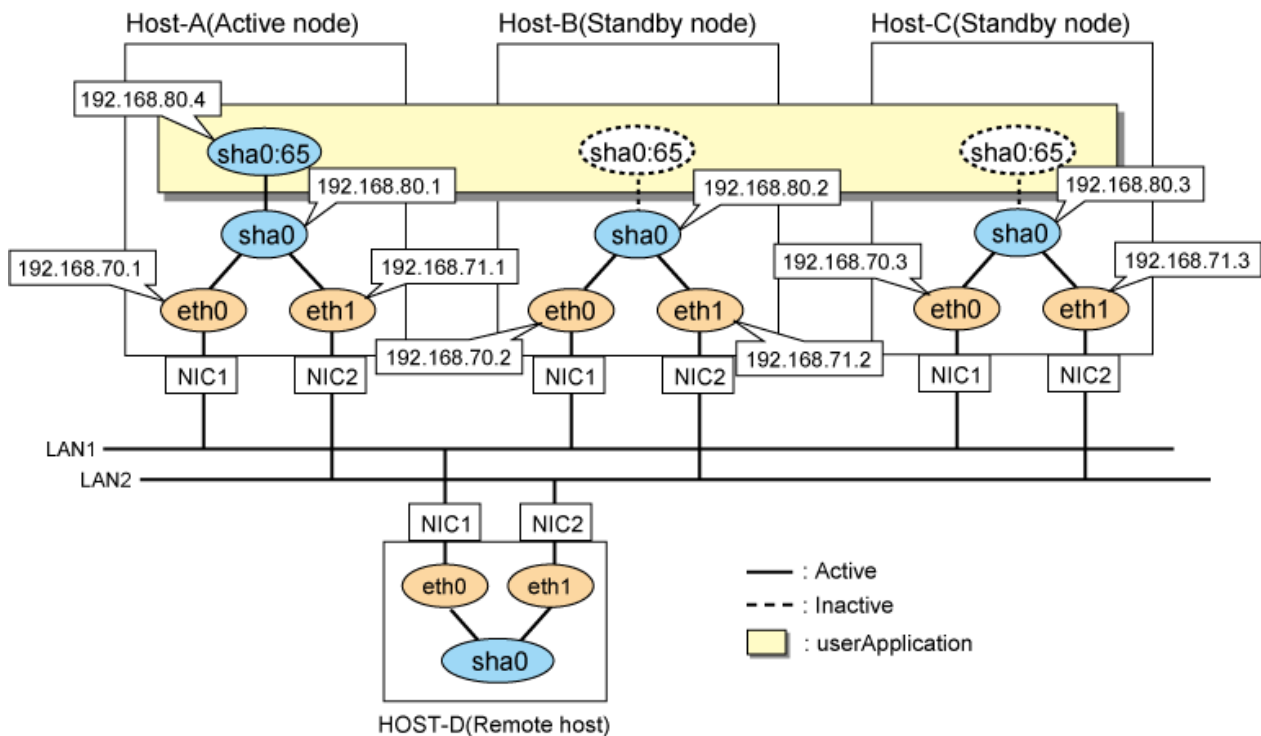 Host-A(Active node)
Host-B(Standby node)
Host-C(Standby node)
192.168.80.4
sha0:65
sha0:65
sha0:65
192.168.80.1
192.168.80.2
192.168.80.3
sha0
sha0
sha0
192.168.70.1
192.168.71.1
192.168.70.3
192.168.71.3
eth0
eth1
eth0
eth1
eth0
eth1
192.168.70.2
192.168.71.2
NIC1
NIC2
NIC1
NIC2
NIC1
NIC2
LAN1
LAN2
NIC1
NIC2
eth0
eth1
sha0
HOST-D(Remote host)
: Active
: Inactive
: userApplication